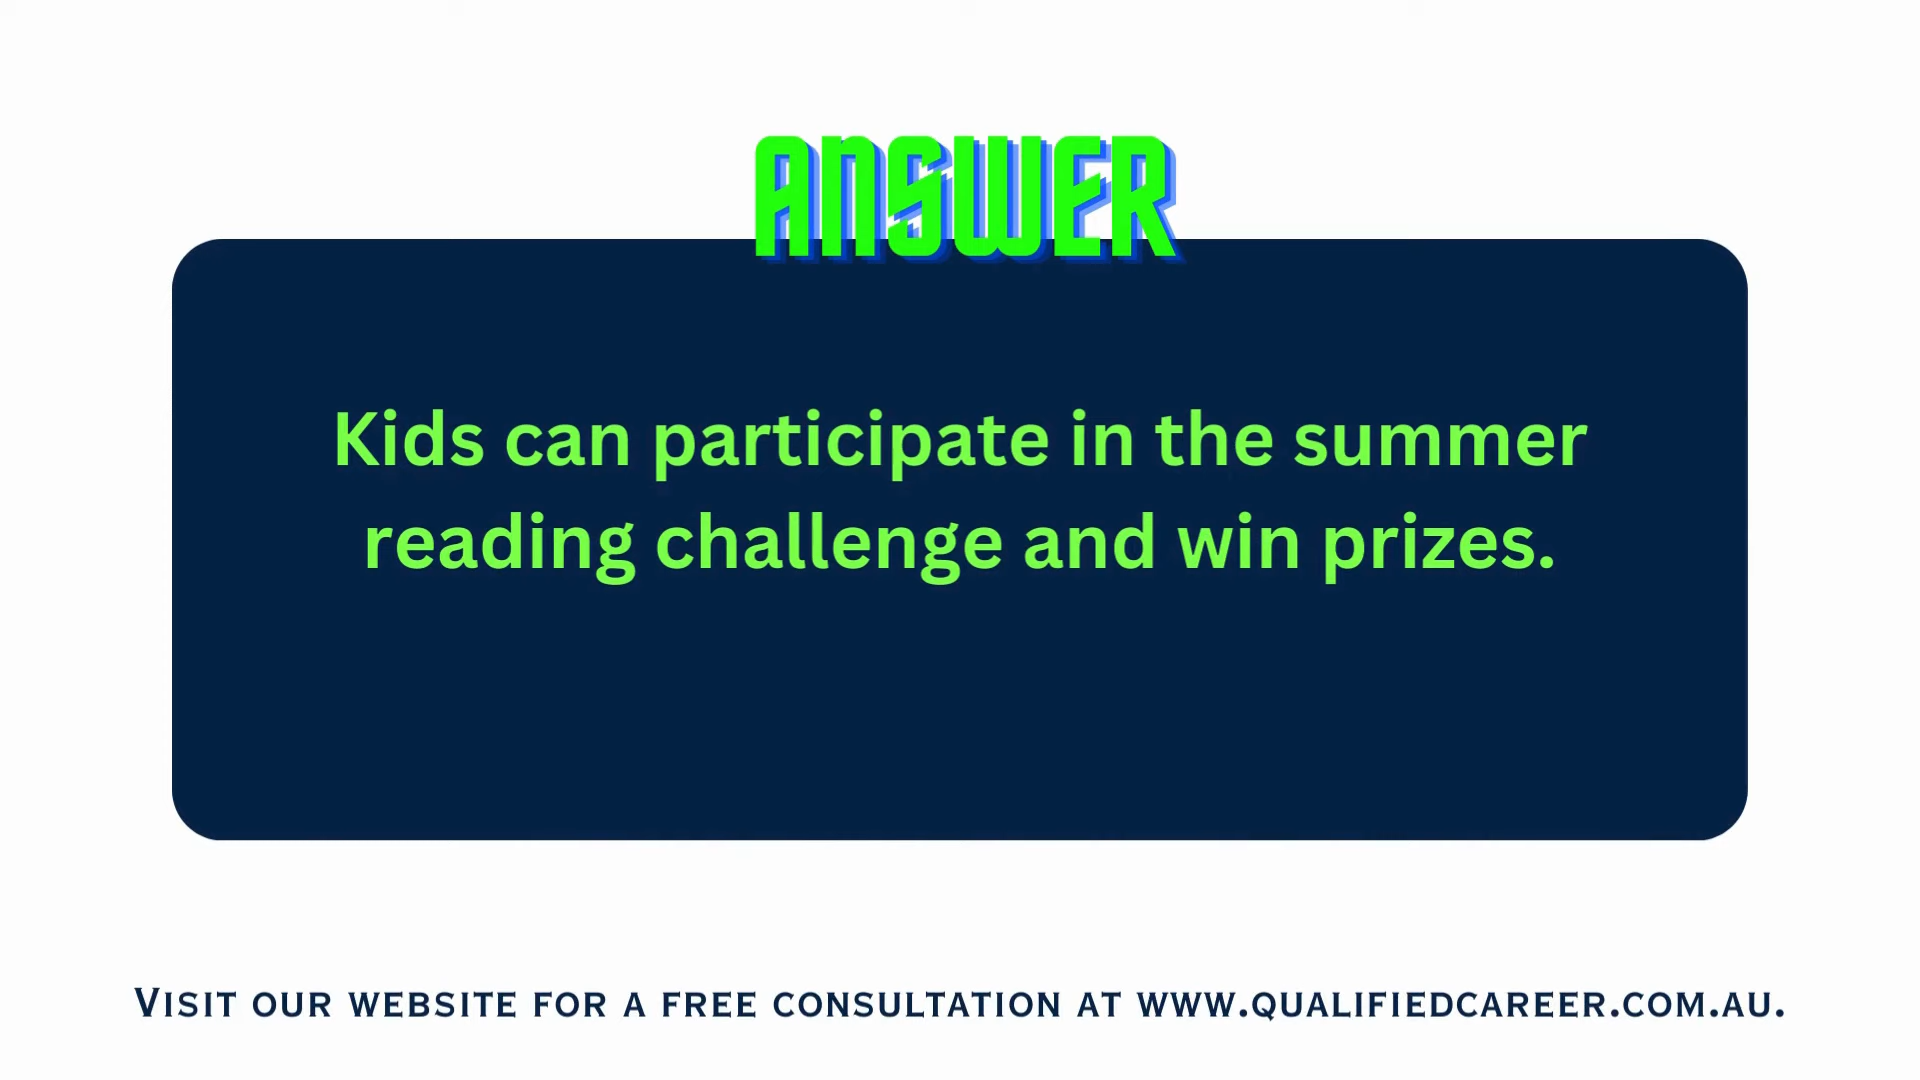 ANSWER
Kids can participate in the summer
reading challenge and win prizes.
Visit our website for a free consultation at www.qualifiedcareer.com.au.